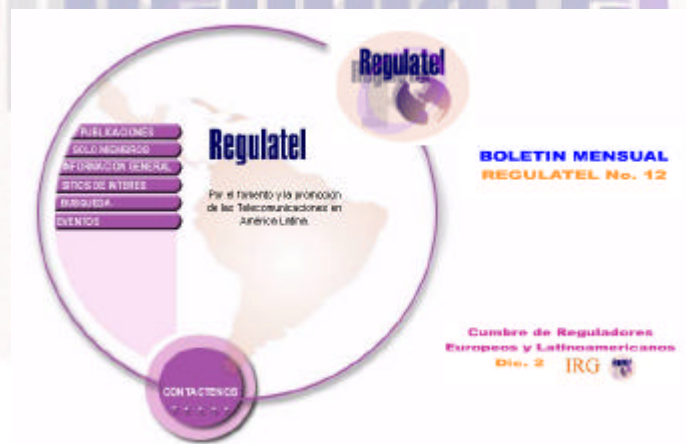 Regulatel
PUBLICACIONES
SOLO MIEMBROS
INFORMACION GENERAL
SITIOS DE INTERES
BUSQUEDA
EVENTOS
Regulatel
Por el fomento y la promoción
de las Telecomunicaciones en
América Latina.
BOLETIN MENSUAL
REGULATEL No. 12
Cumbre de Reguladores
Europeos y Latinoamericanos
Dic. 2 IRG
CONTACTENOS